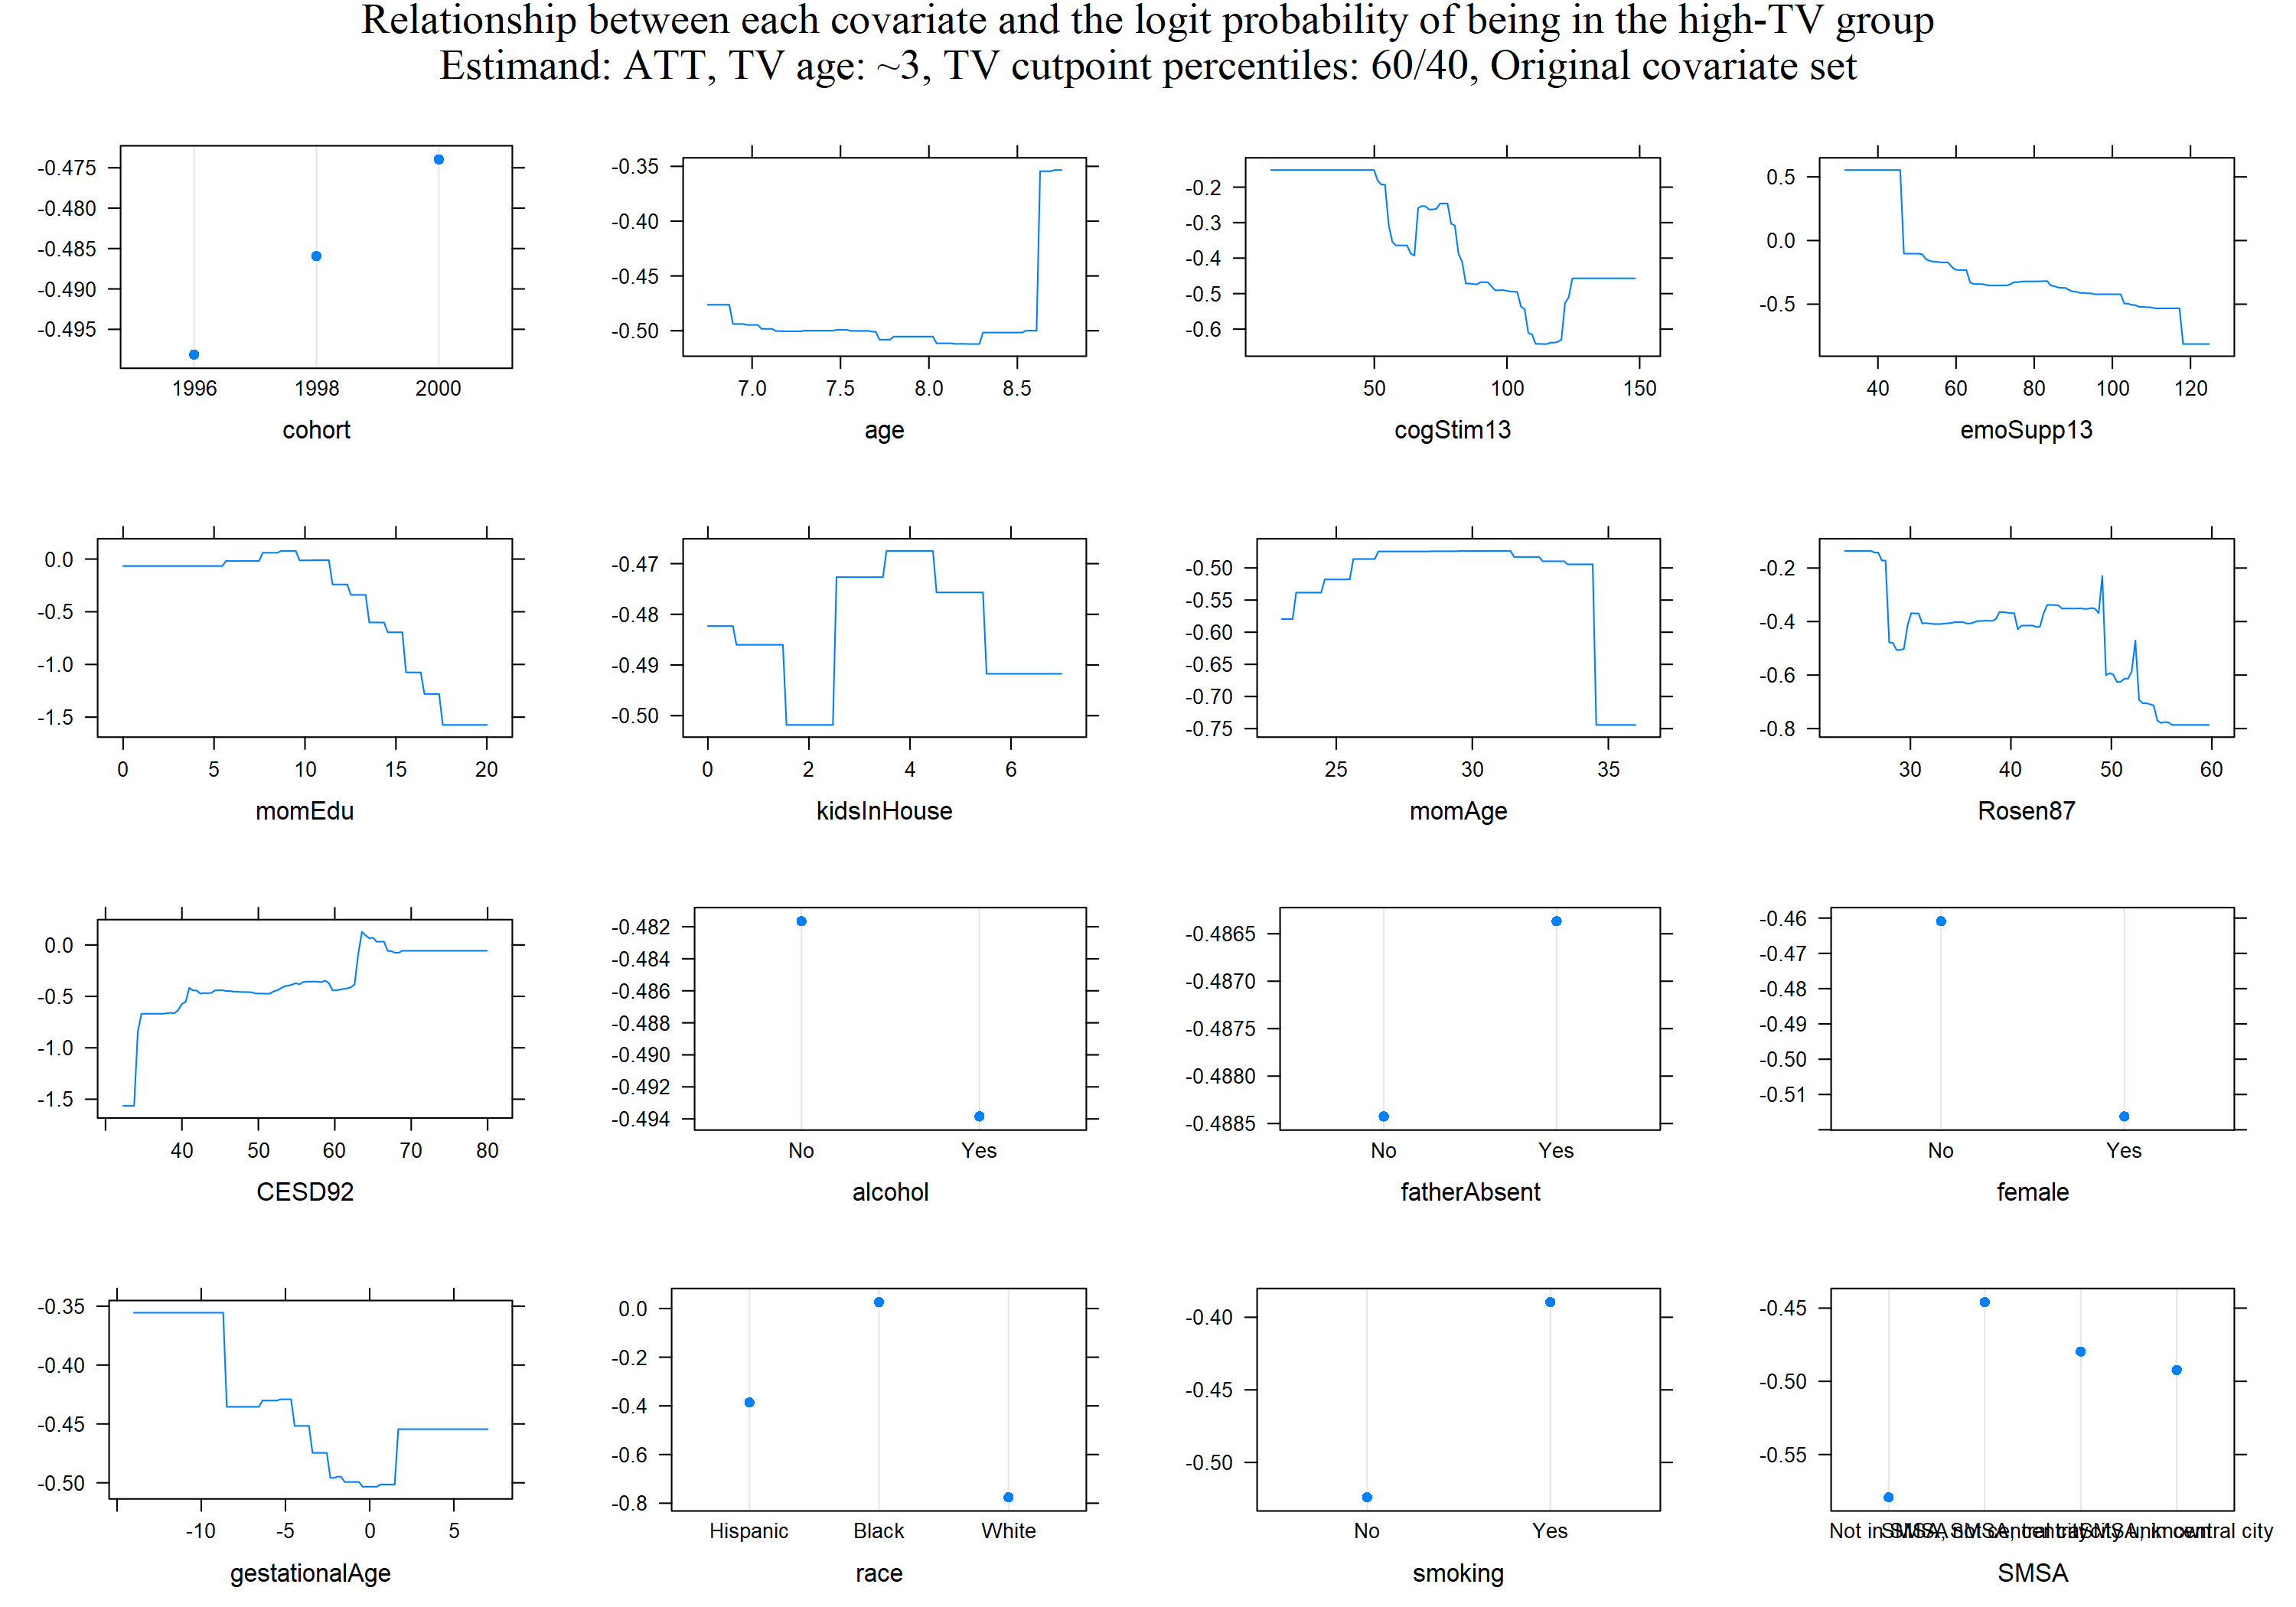 Relationship between each covariate and the logit probability of being in the high-TV group
Estimand: ATT, TV age: ~3, TV cutpoint percentiles: 60/40, Original covariate set
-0.475
-0.480
-0.485
-0.490
-0.495
1996 1998 2000
cohort
-0.35
-0.40
-0.45
-0.50
7.0 7.5 8.0 8.5
age
-0.2
-0.3
-0.4
-0.5
-0.6
50 100 150
cogStim13
0.5
0.0
-0.5
40 60 80 100 120
emoSupp13
0.0
-0.5
-1.0
-1.5
0 5 10 15 20
momEdu
-0.47
-0.48
-0.49
-0.50
0 2 4 6
kidsInHouse
-0.50
-0.55
-0.60
-0.65
-0.70
-0.75
25 30 35
momAge
-0.2
-0.4
-0.6
-0.8
30 40 50 60
Rosen87
0.0
-0.5
-1.0
-1.5
40 50 60 70 80
CESD92
-0.482
-0.484
-0.486
-0.488
-0.490
-0.492
-0.494
No Yes
alcohol
-0.4865
-0.4870
-0.4875
-0.4880
-0.4885
No Yes
fatherAbsent
-0.46
-0.47
-0.48
-0.49
-0.50
-0.51
No Yes
female
-0.35
-0.40
-0.45
-0.50
-10 -5 0 5
gestationalAge
0.0
-0.2
-0.4
-0.6
-0.8
Hispanic Black White
race
-0.40
-0.45
-0.50
No Yes
smoking
-0.45
-0.50
-0.55
Not in SMSA central city
SMSA